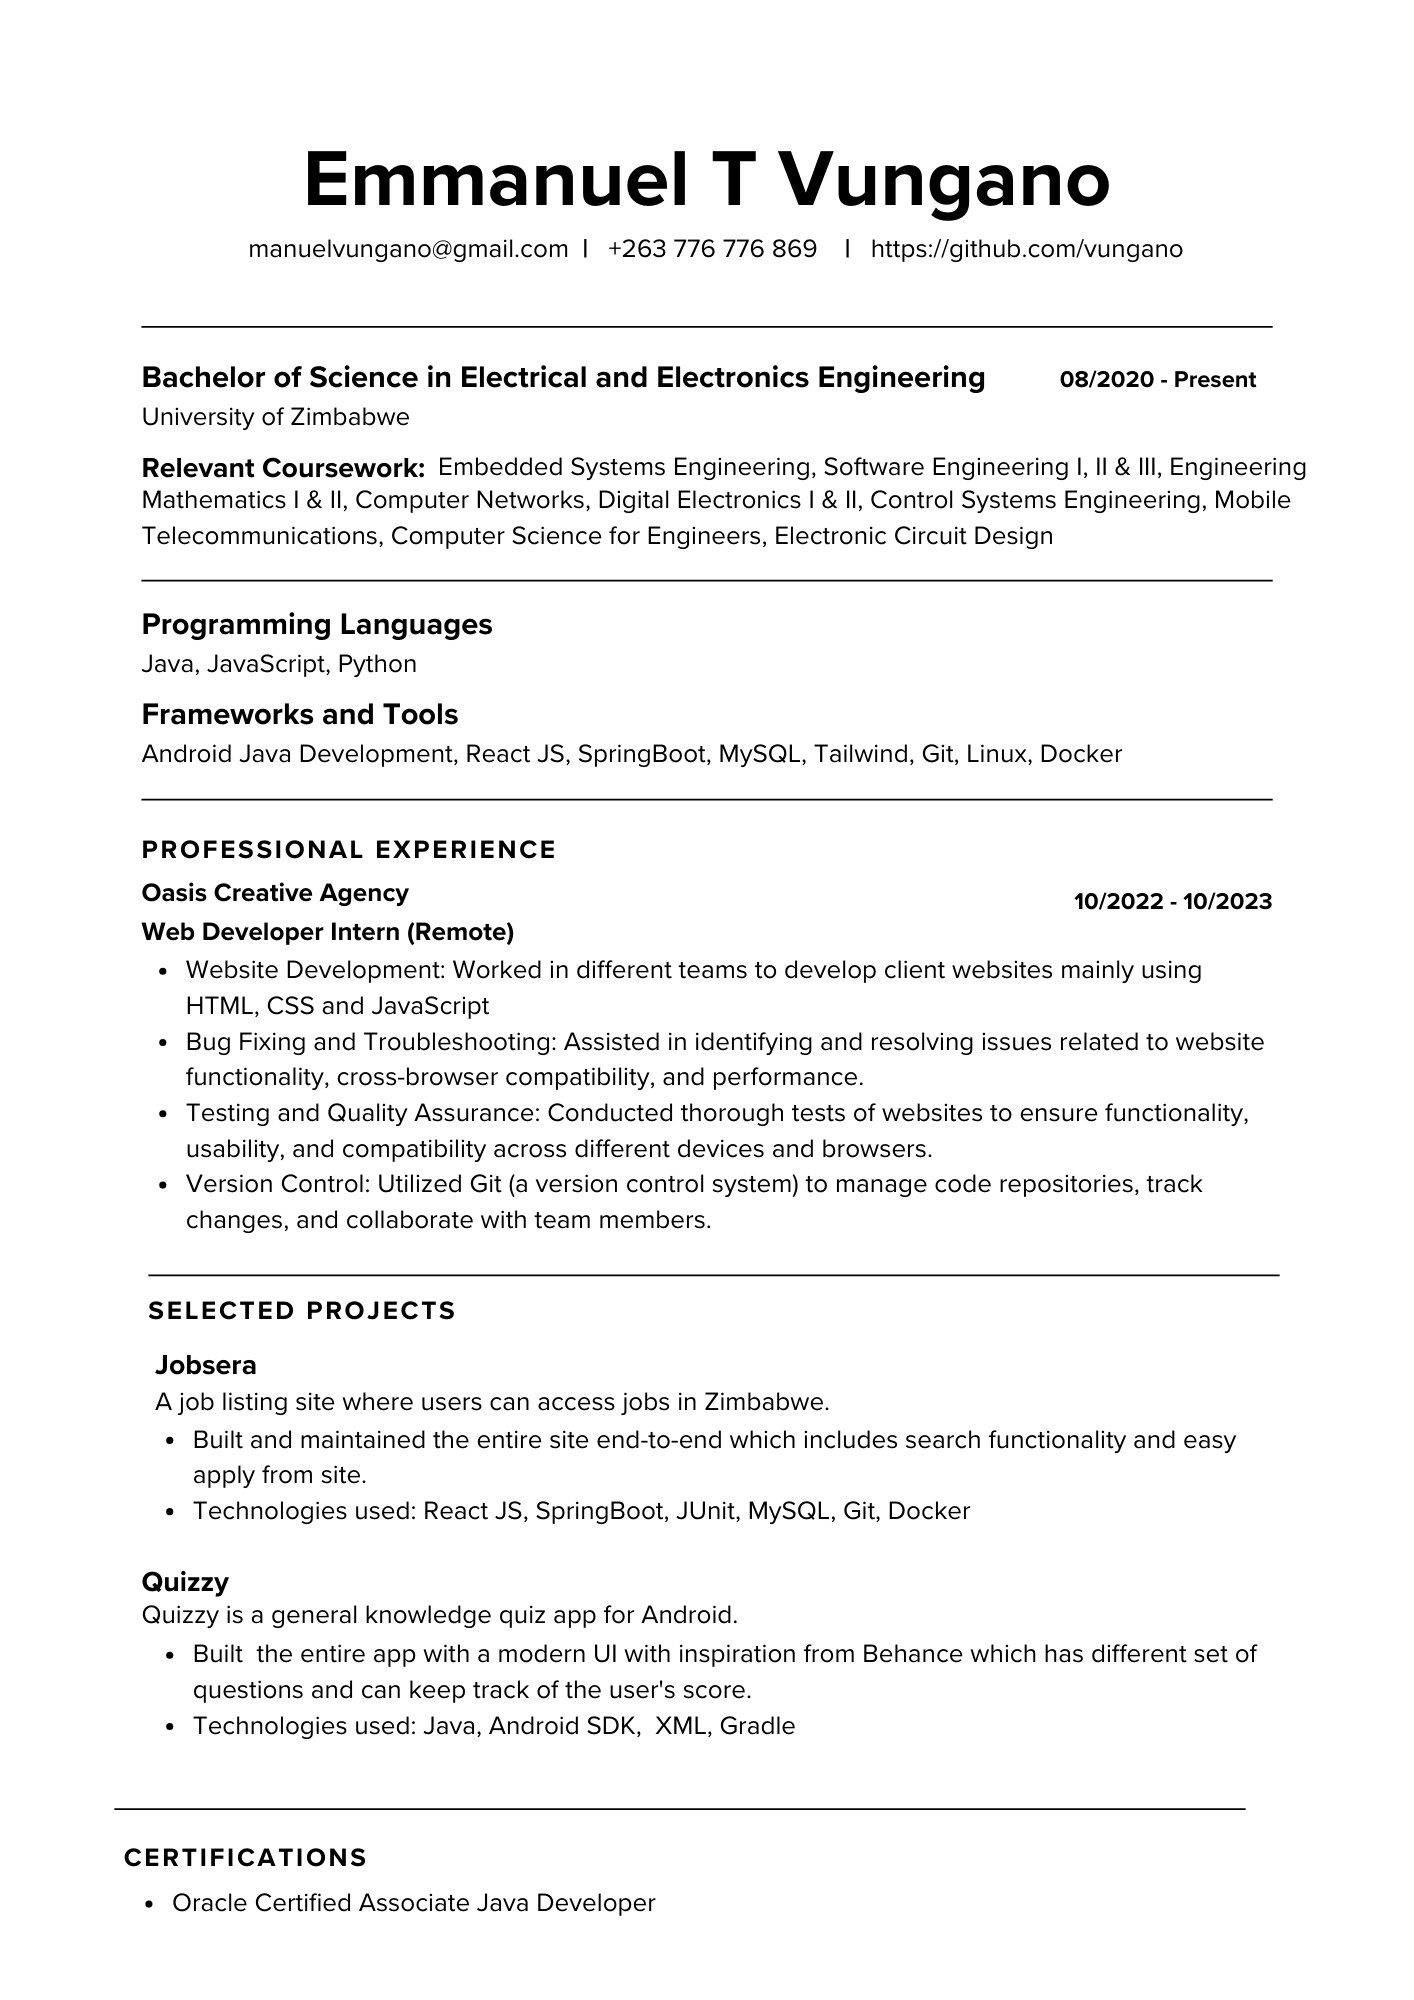 Emmanuel T Vungano
manuelvungano@gmail.com | +263 776 776 869 | https://github.com/vungano
Bachelor of Science in Electrical and Electronics Engineering 08/2020 - Present
University of Zimbabwe
Relevant Coursework: Embedded Systems Engineering, Software Engineering I, II & III, Engineering
Mathematics I & II, Computer Networks, Digital Electronics I & II, Control Systems Engineering, Mobile
Telecommunications, Computer Science for Engineers, Electronic Circuit Design
Programming Languages
Java, JavaScript, Python
Frameworks and Tools
Android Java Development, React JS, SpringBoot, MySQL, Tailwind, Git, Linux, Docker
PROFESSIONAL EXPERIENCE
Oasis Creative Agency 10/2022 - 10/2023
Web Developer Intern (Remote)
• Website Development: Worked in different teams to develop client websites mainly using
HTML, CSS and JavaScript
• Bug Fixing and Troubleshooting: Assisted in identifying and resolving issues related to website
functionality, cross-browser compatibility, and performance.
• Testing and Quality Assurance: Conducted thorough tests of websites to ensure functionality,
usability, and compatibility across different devices and browsers.
• Version Control: Utilized Git (a version control system) to manage code repositories, track
changes, and collaborate with team members.
SELECTED PROJECTS
Jobsera
A job listing site where users can access jobs in Zimbabwe.
• Built and maintained the entire site end-to-end which includes search functionality and easy
apply from site.
• Technologies used: React JS, SpringBoot, JUnit, MySQL, Git, Docker
Quizzy
Quizzy is a general knowledge quiz app for Android.
• Built the entire app with a modern UI with inspiration from Behance which has different set of
questions and can keep track of the user's score.
• Technologies used: Java, Android SDK, XML, Gradle
CERTIFICATIONS
• Oracle Certified Associate Java Developer